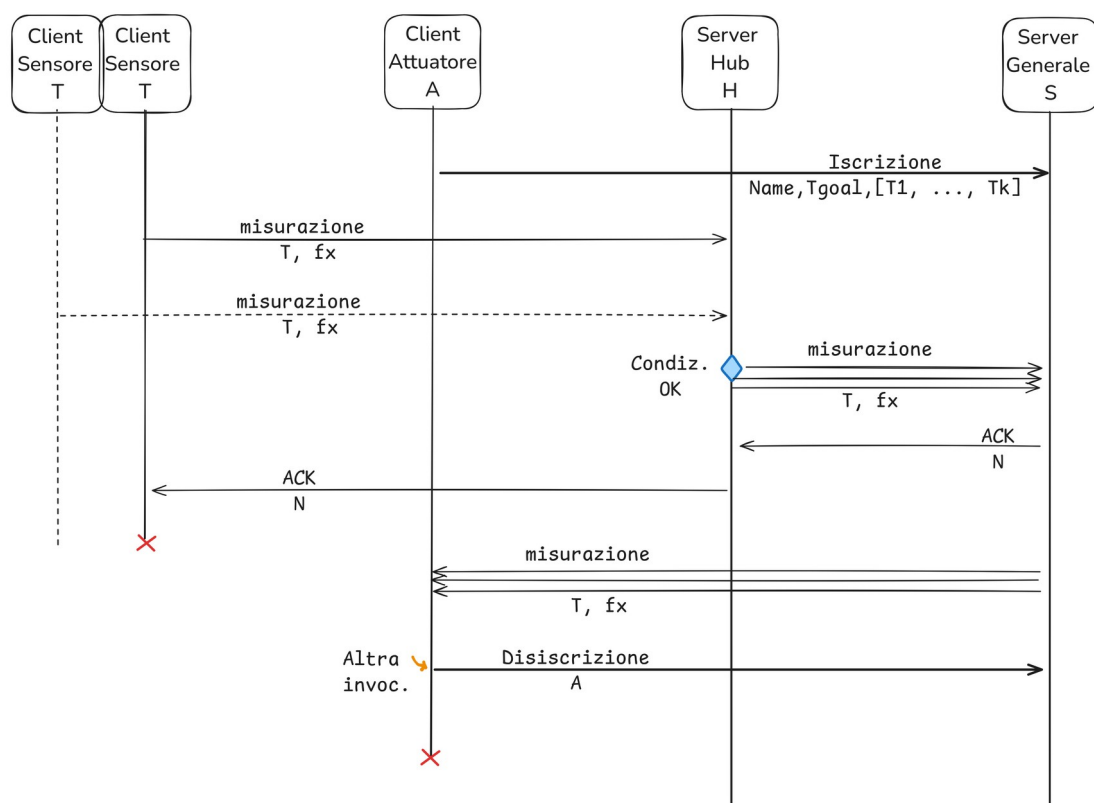 Client
Sensore
T
Client
Sensore
T
Client
Attuatore
A
Server
Hub
H
Server
Generale
S
Iscrizione
Name,Tgoal,[T1, ..., Tk]
misurazione
T, fx
misurazione
T, fx
Condiz.
OK
misurazione
T, fx
ACK
N
ACK
N
misurazione
T, fx
Altra
invoc.
Disiscrizione
A